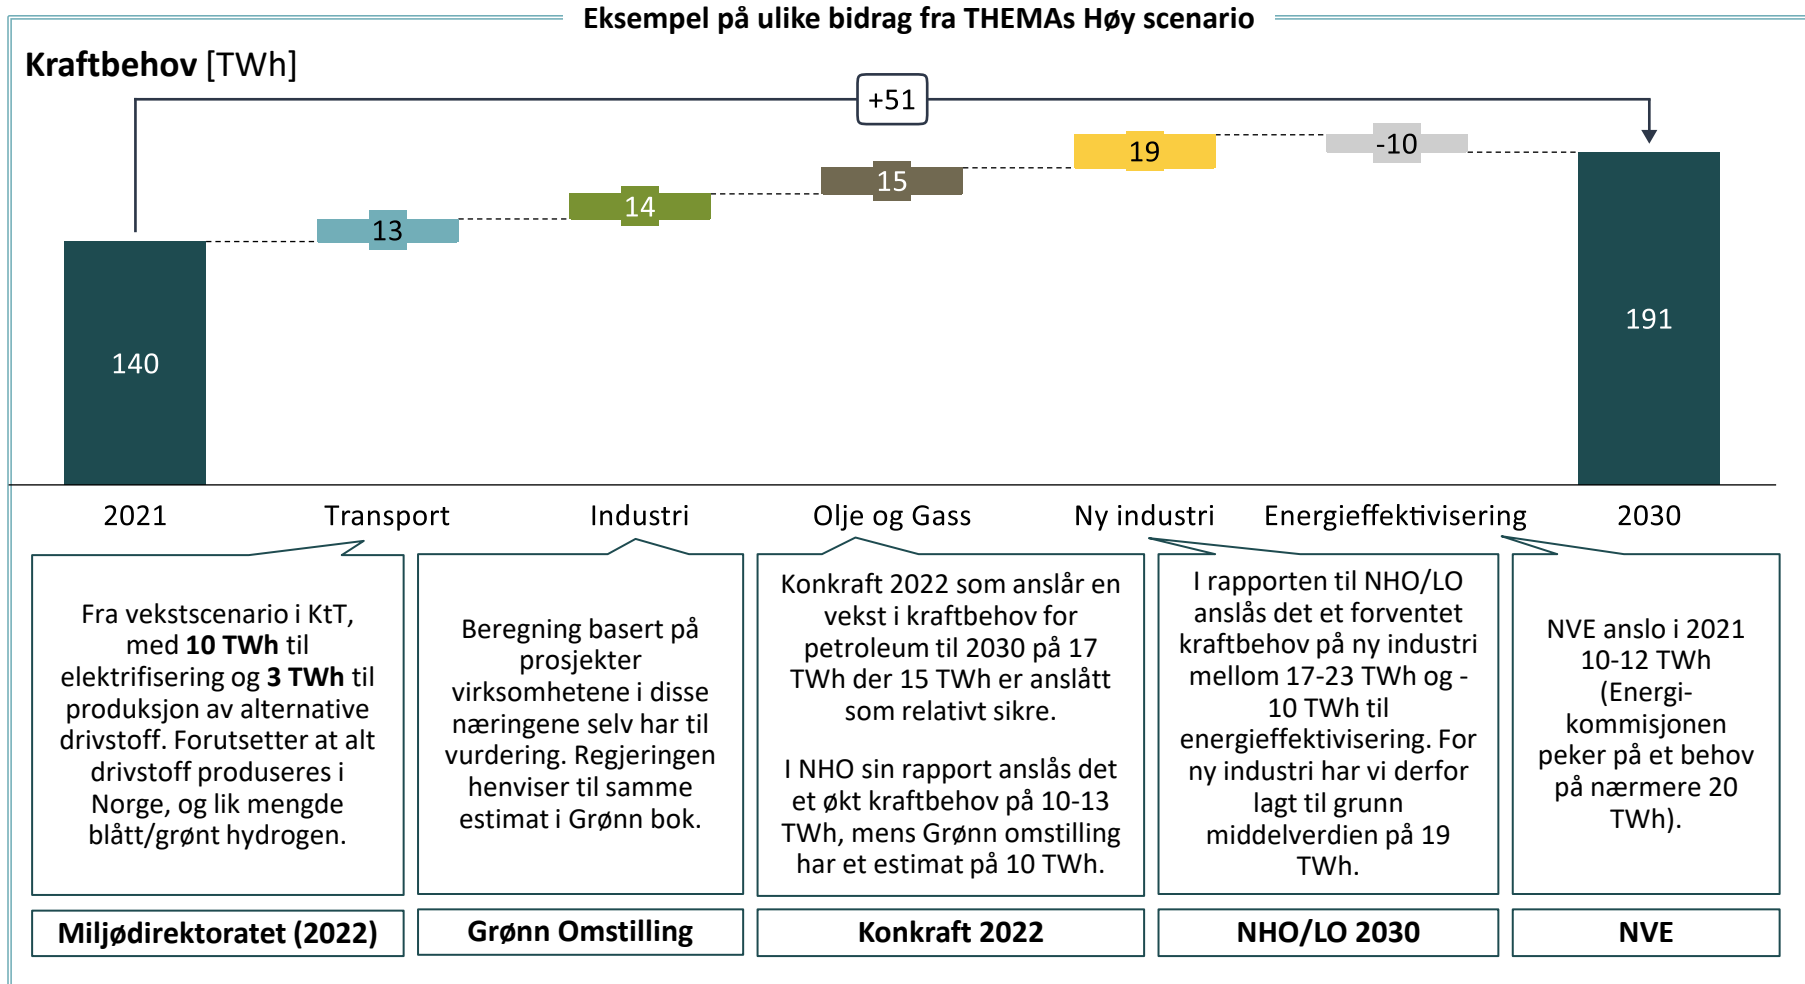 Eksempel på ulike bidrag fra THEMAs Høy scenario
Kraftbehov [TWh]
+51
140
13
14
15
19
-10
191
2021
Transport
Industri
Olje og Gass
Ny industri
Energieffektivisering
2030
Fra vekstscenario i KtT,
med 10 TWh til
elektrifisering og 3 TWh til
produksjon av alternative
drivstoff. Forutsetter at alt
drivstoff produseres i
Norge, og lik mengde
blått/grønt hydrogen.
Beregning basert på
prosjekter
virksomhetene i disse
næringene selv har til
vurdering. Regjeringen
henviser til samme
estimat i Grønn bok.
Konkraft 2022 som anslår en
vekst i kraftbehov for
petroleum til 2030 på 17
TWh der 15 TWh er anslått
som relativt sikre.
I NHO sin rapport anslås det
et økt kraftbehov på 10-13
TWh, mens Grønn omstilling
har et estimat på 10 TWh.
I rapporten til NHO/LO
anslås det et forventet
kraftbehov på ny industri
mellom 17-23 TWh og -
10 TWh til
energieffektivisering. For
ny industri har vi derfor
lagt til grunn
middelverdien på 19
TWh.
NVE anslo i 2021
10-12 TWh
(Energi-
kommisjonen
peker på et behov
på nærmere 20
TWh).
Miljødirektoratet (2022)
Grønn Omstilling
Konkraft 2022
NHO/LO 2030
NVE